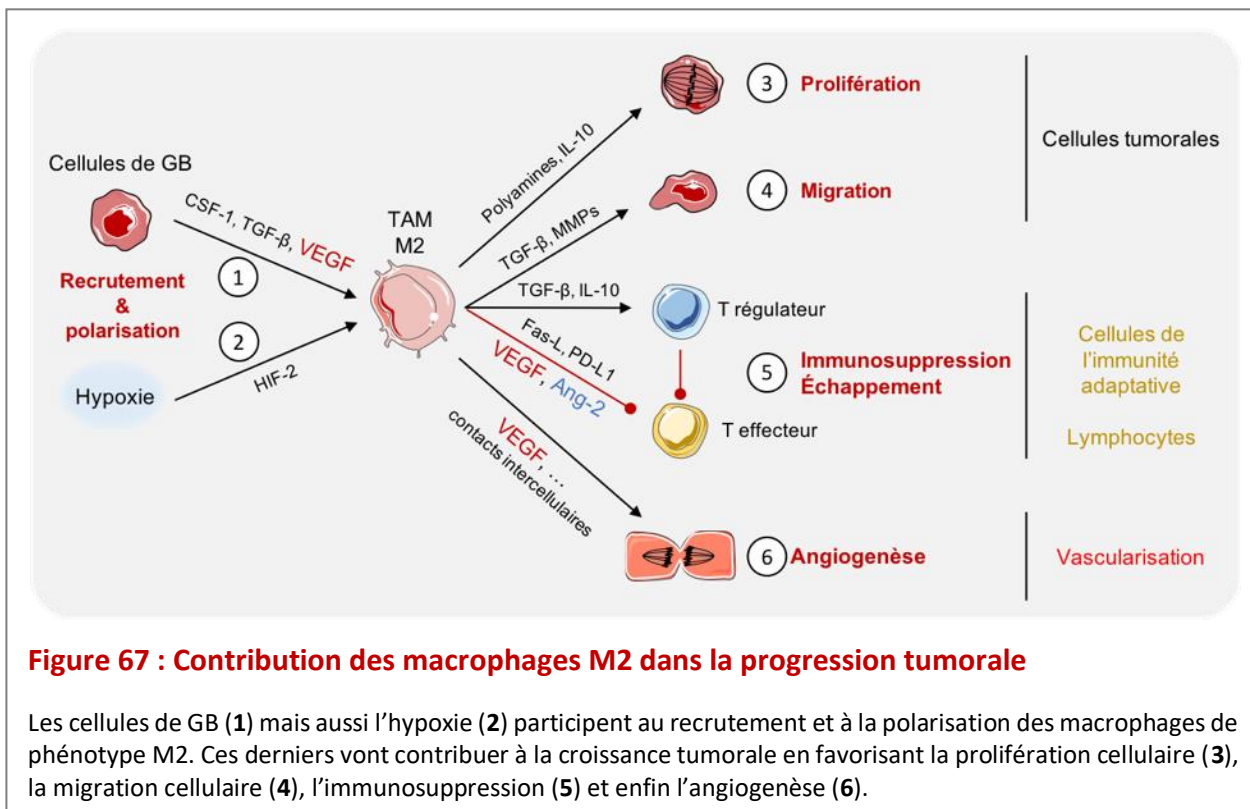 Cellules de GB
CSF-1, TGF-β, VEGF
1
Recrutement
&
polarisation
2
HIF-2
Hypoxie
TAM
M2
Polyamines, IL-10
3
Prolifération
TGF-β, MMPs
4
Migration
Cellules tumorales
TGF-β, IL-10
T régulateur
Fas-L, PD-L1
VEGF, Ang-2
5
Immunosuppression
Échappement
T effecteur
Cellules de
l'immunité
adaptative
Lymphocytes
VEGF, ...
contacts intercellulaires
6
Angiogenèse
Vascularisation
Figure 67 : Contribution des macrophages M2 dans la progression tumorale
Les cellules de GB (1) mais aussi l'hypoxie (2) participent au recrutement et à la polarisation des macrophages de
phénotype M2. Ces derniers vont contribuer à la croissance tumorale en favorisant la prolifération cellulaire (3),
la migration cellulaire (4), l'immunosuppression (5) et enfin l'angiogenèse (6).